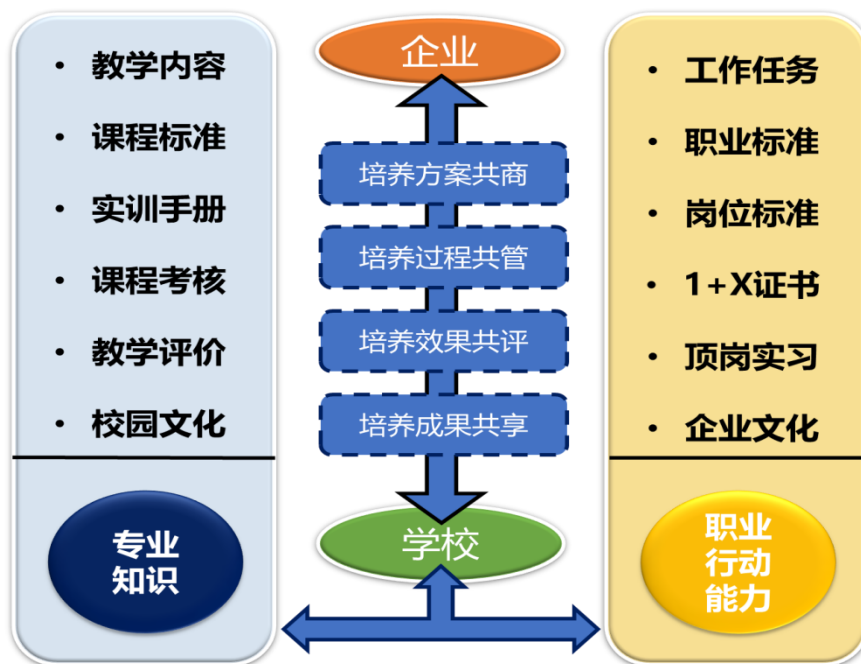 • 教学内容
• 课程标准
• 实训手册
• 课程考核
• 教学评价
• 校园文化
专业
知识
企业
培养方案共商
培养过程共管
培养效果共评
培养成果共享
学校
• 工作任务
• 职业标准
• 岗位标准
• 1+X证书
• 顶岗实习
• 企业文化
职业
行动
能力